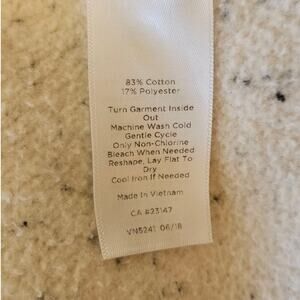 83% Cotton
17% Polyester
Turn Garment Inside
Out
Machine Wash Cold
Gentle Cycle
Only Non-Chlorine
Bleach When Needed
Reshape, Lay Flat To
Dry
Cool Iron If Needed
Made In Vietnam
CA #23147
VN5241 06/18